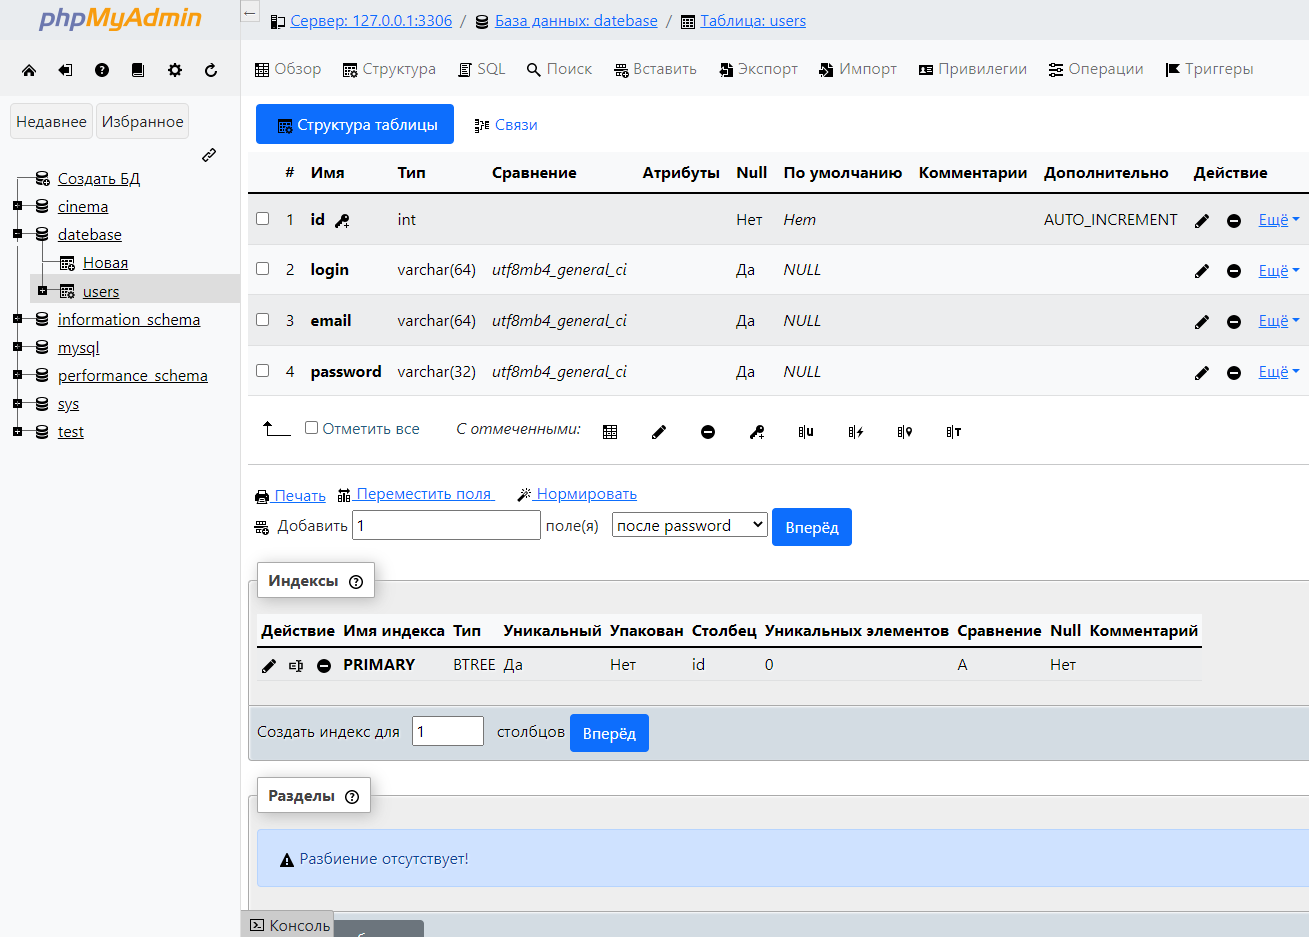 phpMyAdmin
Недавнее Избранное
Создать БД
cinema
datebase
Новая
users
information_schema
mysql
performance_schema
sys
test
← Сервер: 127.0.0.1:3306 / База данных: datebase / Таблица: users
Обзор Структура SQL Поиск Вставить Экспорт Импорт Привилегии Операции Триггеры
Структура таблицы Связи
# Имя Тип Сравнение Атрибуты Null По умолчанию Комментарии Дополнительно Действие
1 id int Нет Нет AUTO_INCREMENT Ещё
2 login varchar(64) utf8mb4_general_ci Да NULL Ещё
3 email varchar(64) utf8mb4_general_ci Да NULL Ещё
4 password varchar(32) utf8mb4_general_ci Да NULL Ещё
Отметить все С отмеченными:
Печать Переместить поля Нормировать
Добавить 1 поле(я) после password Вперёд
Индексы
Действие Имя индекса Тип Уникальный Упакован Столбец Уникальных элементов Сравнение Null Комментарий
PRIMARY BTREE Да Нет id 0 A Нет
Создать индекс для 1 столбцов Вперёд
Разделы
Разбиение отсутствует!
Консоль